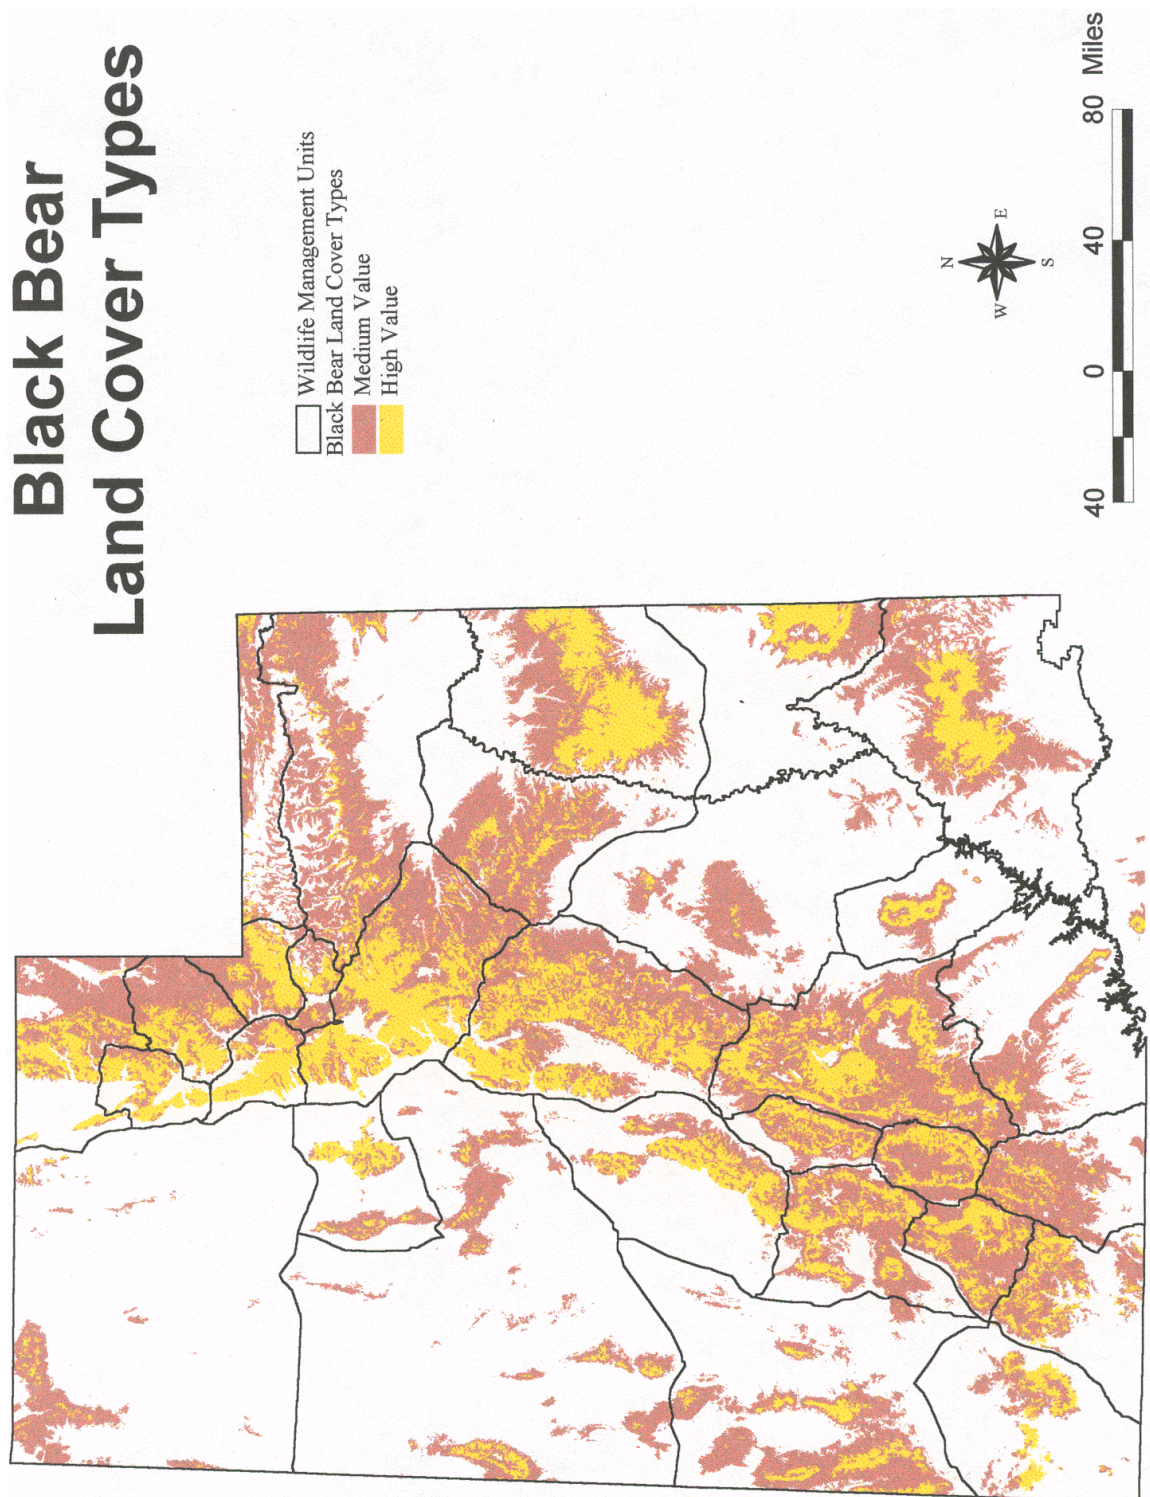 Black Bear
Land Cover Types
Wildlife Management Units
Black Bear Land Cover Types
Medium Value
High Value
N
W
E
S
40
0
40
80
Miles